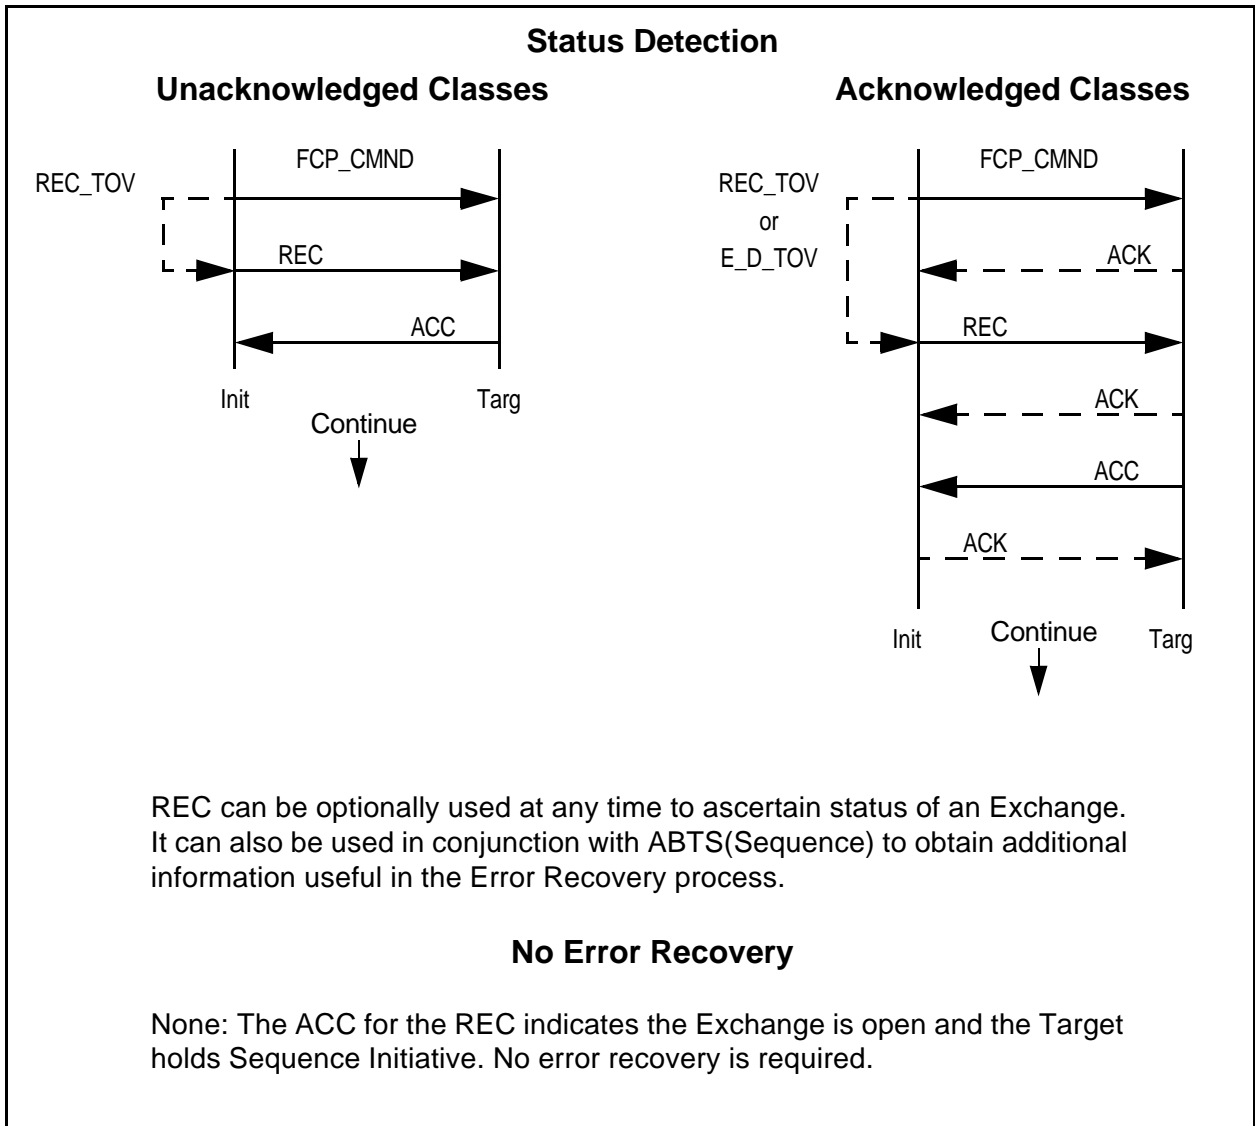 Status Detection
Unacknowledged Classes
Acknowledged Classes
FCP_CMND
REC_TOV
REC
ACC
Init
Targ
Continue
FCP_CMND
REC_TOV
or
E_D_TOV
ACK
REC
ACK
ACC
ACK
Init
Continue
Targ
REC can be optionally used at any time to ascertain status of an Exchange.
It can also be used in conjunction with ABTS(Sequence) to obtain additional
information useful in the Error Recovery process.
No Error Recovery
None: The ACC for the REC indicates the Exchange is open and the Target
holds Sequence Initiative. No error recovery is required.